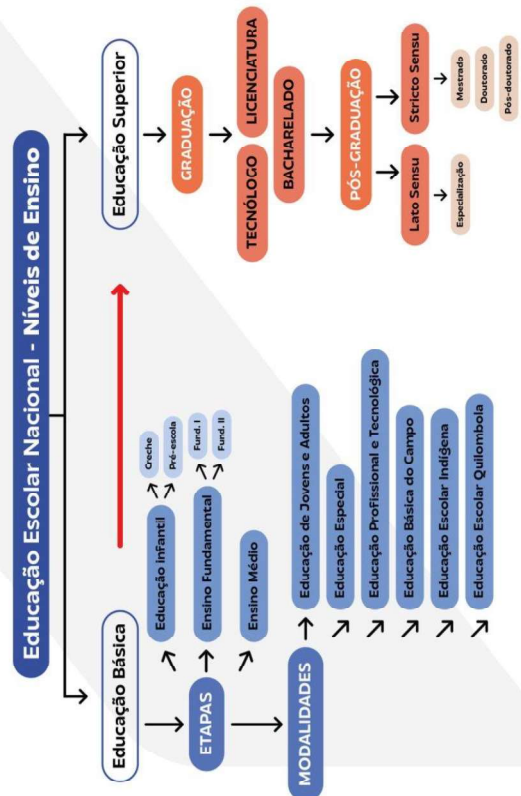 Educação Escolar Nacional - Níveis de Ensino
Educação Básica
Educação Superior
ETAPAS
Educação infantil
Creche
Pré-escola
Ensino Fundamental
Fund. I
Fund. II
Ensino Médio
MODALIDADES
Educação de Jovens e Adultos
Educação Especial
Educação Profissional e Tecnológica
Educação Básica do Campo
Educação Escolar Indígena
Educação Escolar Quilombola
GRADUAÇÃO
TECNÓLOGO
LICENCIATURA
BACHARELADO
PÓS-GRADUAÇÃO
Lato Sensu
Stricto Sensu
Especialização
Mestrado
Doutorado
Pós-doutorado